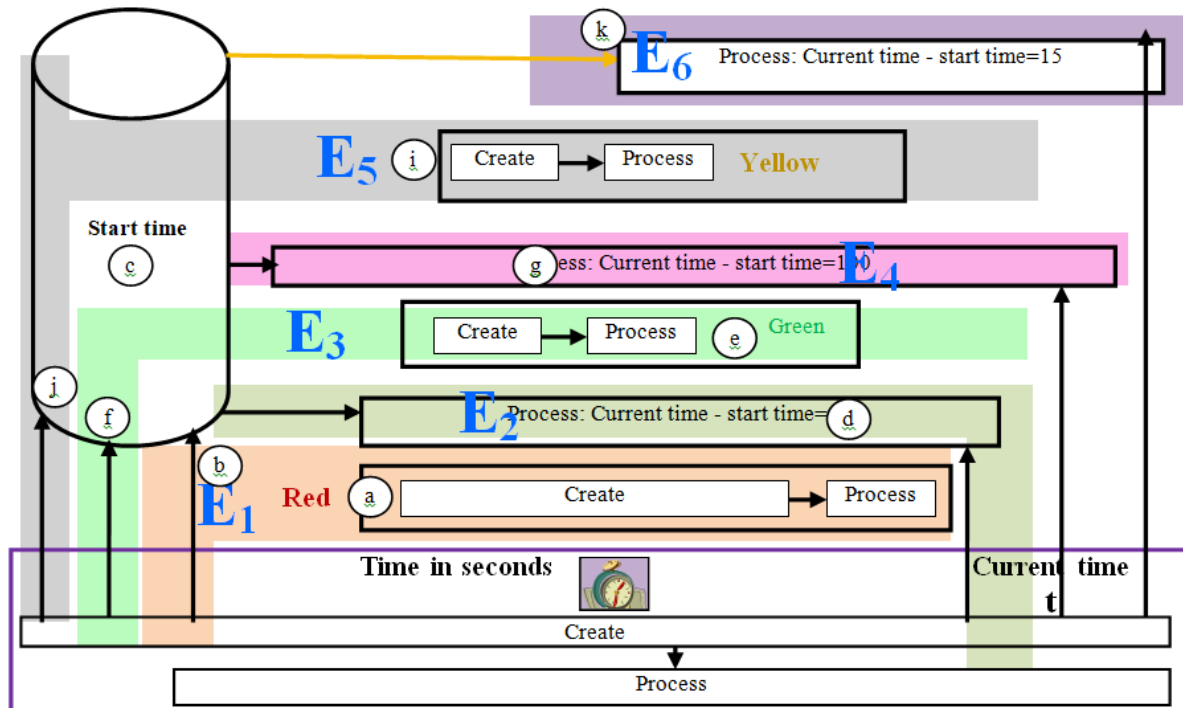 k
E6
Process: Current time - start time=15
E5
i
Create
Process
Yellow
Start time
c
g
ess: Current time - start time=
E4
E3
Create
Process
e
Green
j
f
E2
Process: Current time - start time=
d
b
E1
Red
a
Create
Process
Time in seconds
Current time
t
Create
Process